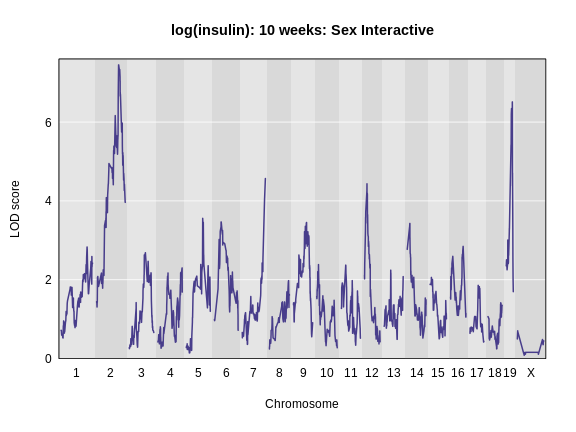 log(insulin): 10 weeks: Sex Interactive
6
4
2
0
LOD score
1 2 3 4 5 6 7 8 9 10 11 12 13 14 15 16 17 18 19 X
Chromosome